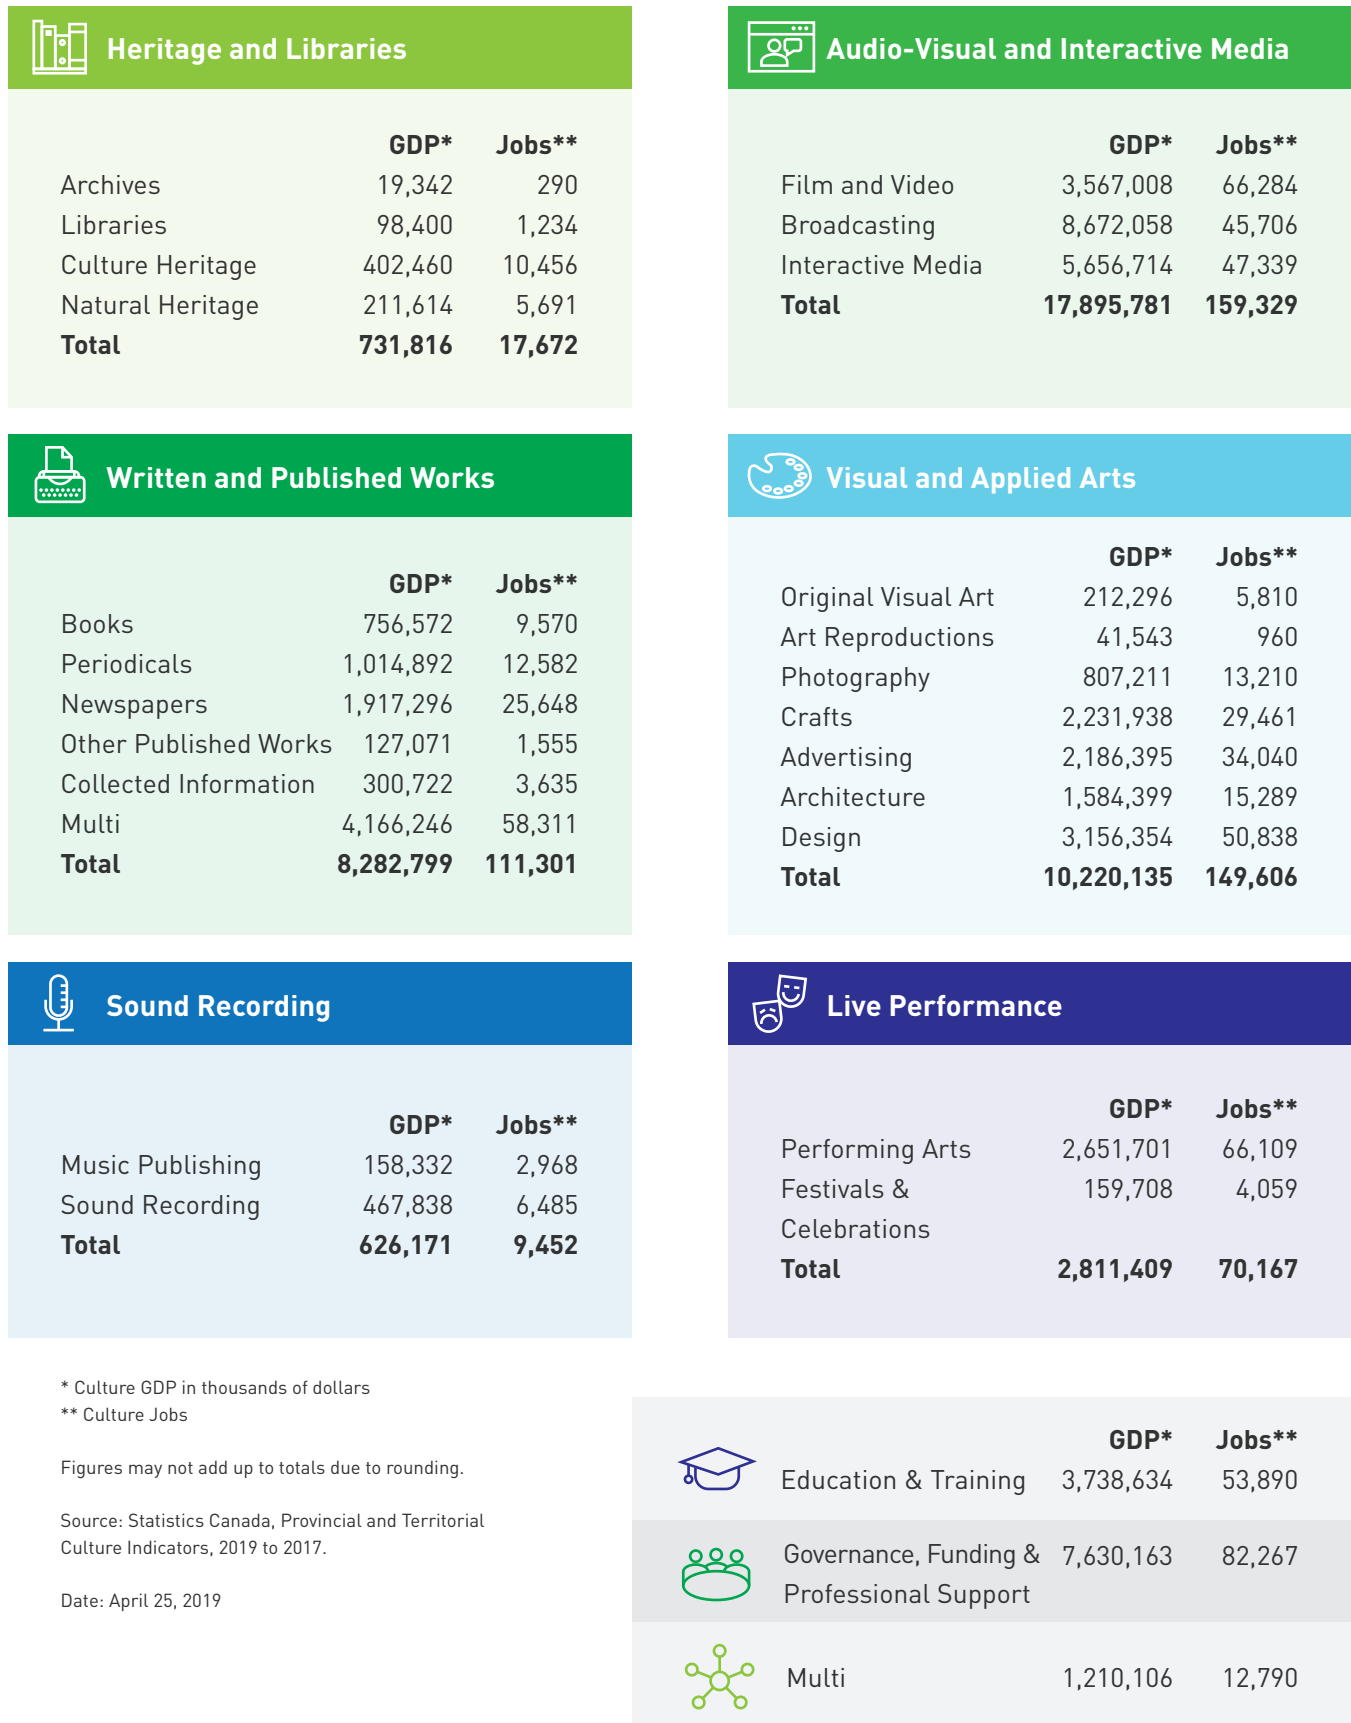 Heritage and Libraries
GDP* Jobs**
Archives 19,342 290
Libraries 98,400 1,234
Culture Heritage 402,460 10,456
Natural Heritage 211,614 5,691
Total 731,816 17,672
Audio-Visual and Interactive Media
GDP* Jobs**
Film and Video 3,567,008 66,284
Broadcasting 8,672,058 45,706
Interactive Media 5,656,714 47,339
Total 17,895,781 159,329
Written and Published Works
GDP* Jobs**
Books 756,572 9,570
Periodicals 1,014,892 12,582
Newspapers 1,917,296 25,648
Other Published Works 127,071 1,555
Collected Information 300,722 3,635
Multi 4,166,246 58,311
Total 8,282,799 111,301
Visual and Applied Arts
GDP* Jobs**
Original Visual Art 212,296 5,810
Art Reproductions 41,543 960
Photography 807,211 13,210
Crafts 2,231,938 29,461
Advertising 2,186,395 34,040
Architecture 1,584,399 15,289
Design 3,156,354 50,838
Total 10,220,135 149,606
Sound Recording
GDP* Jobs**
Music Publishing 158,332 2,968
Sound Recording 467,838 6,485
Total 626,171 9,452
Live Performance
GDP* Jobs**
Performing Arts 2,651,701 66,109
Festivals & 159,708 4,059
Celebrations
Total 2,811,409 70,167
* Culture GDP in thousands of dollars
** Culture Jobs
Figures may not add up to totals due to rounding.
Source: Statistics Canada, Provincial and Territorial
Culture Indicators, 2019 to 2017.
Date: April 25, 2019
GDP* Jobs**
Education & Training 3,738,634 53,890
Governance, Funding & 7,630,163 82,267
Professional Support
Multi 1,210,106 12,790